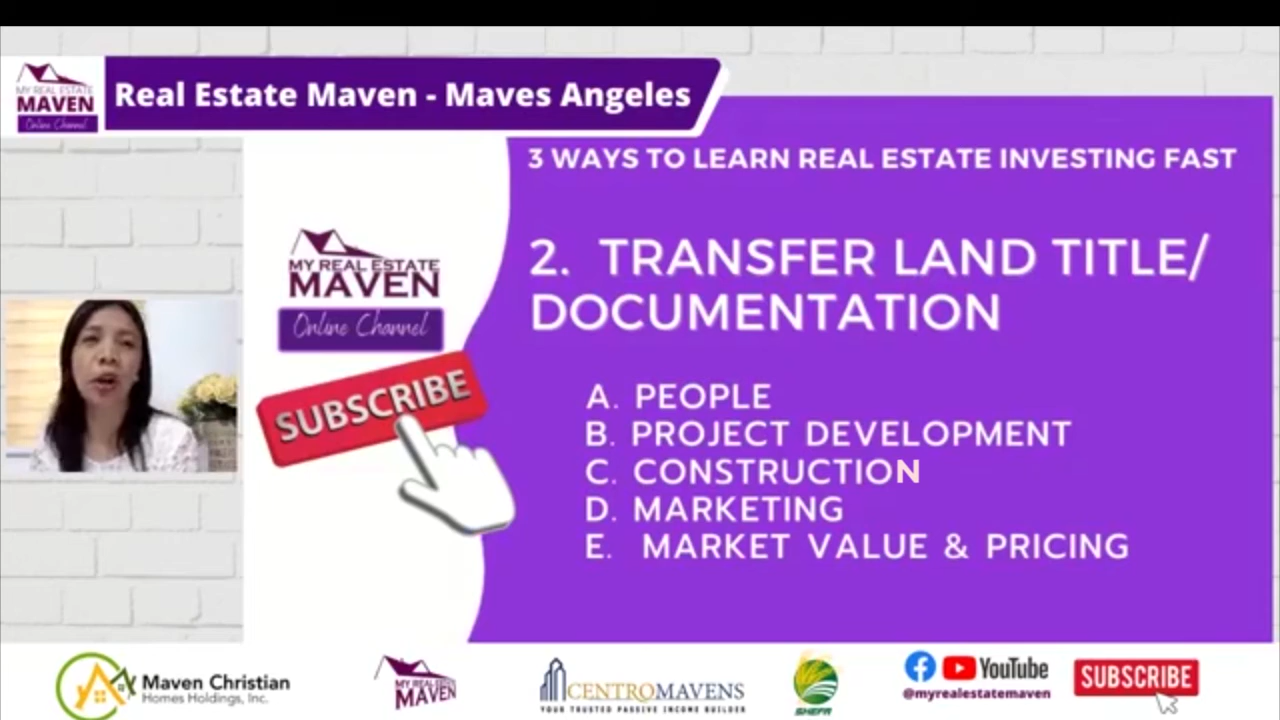 MY REAL ESTATE
MAVEN
Online Channel
Real Estate Maven - Maves Angeles
3 WAYS TO LEARN REAL ESTATE INVESTING FAST
2. TRANSFER LAND TITLE/
DOCUMENTATION
MY REAL ESTATE
MAVEN
Online Channel
SUBSCRIBE
A. PEOPLE
B. PROJECT DEVELOPMENT
C. CONSTRUCTION
D. MARKETING
E. MARKET VALUE & PRICING
Maven Christian
Homes Holdings, Inc.
MY REAL ESTATE
MAVEN
CENTROMAVENS
YOUR TRUSTED PASSIVE INCOME BUILDER
SHEFA
YouTube
@myrealestatemaven
SUBSCRIBE